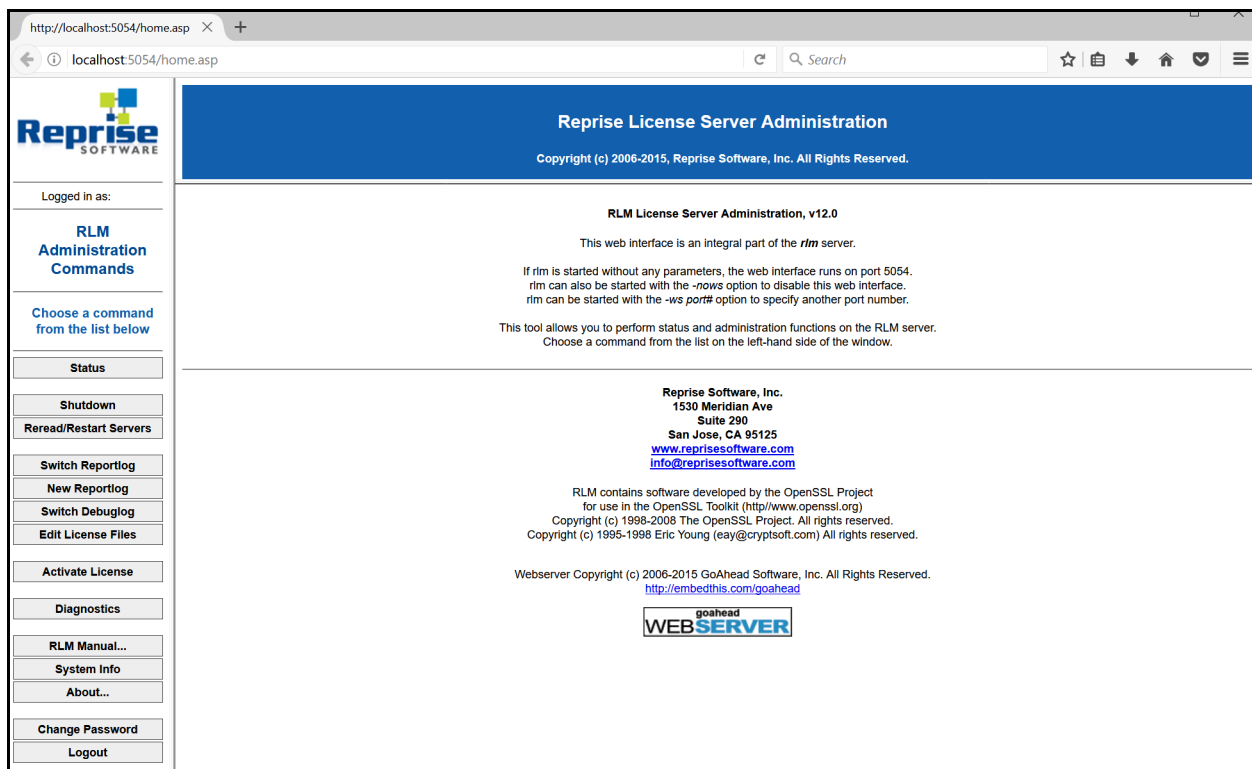 http://localhost:5054/home.asp
localhost:5054/home.asp
Search
Reprise
SOFTWARE
Logged in as:
RLM
Administration
Commands
Choose a command
from the list below
Status
Shutdown
Reread/Restart Servers
Switch Reportlog
New Reportlog
Switch Debuglog
Edit License Files
Activate License
Diagnostics
RLM Manual...
System Info
About...
Change Password
Logout
Reprise License Server Administration
Copyright (c) 2006-2015, Reprise Software, Inc. All Rights Reserved.
RLM License Server Administration, v12.0
This web interface is an integral part of the rlm server.
If rlm is started without any parameters, the web interface runs on port 5054.
rlm can also be started with the -nows option to disable this web interface.
rlm can be started with the -ws port# option to specify another port number.
This tool allows you to perform status and administration functions on the RLM server.
Choose a command from the list on the left-hand side of the window.
Reprise Software, Inc.
1530 Meridian Ave
Suite 290
San Jose, CA 95125
www.reprisesoftware.com
info@reprisesoftware.com
RLM contains software developed by the OpenSSL Project
for use in the OpenSSL Toolkit (http//www.openssl.org)
Copyright (c) 1998-2008 The OpenSSL Project. All rights reserved.
Copyright (c) 1995-1998 Eric Young (eay@cryptsoft.com) All rights reserved.
Webserver Copyright (c) 2006-2015 GoAhead Software, Inc. All Rights Reserved.
http://embedthis.com/goahead
goahead
WEBSERVER